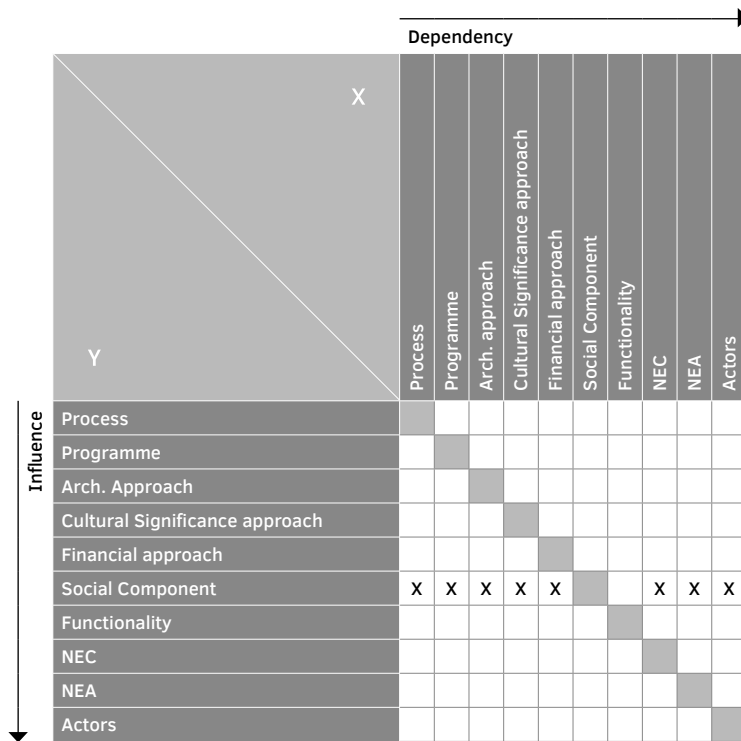 Dependency
X
Y
Process
Programme
Arch. approach
Cultural Significance approach
Financial approach
Social Component
Functionality
NEC
NEA
Actors
Influence
Process
Programme
Arch. Approach
Cultural Significance approach
Financial approach
Social Component X X X X X X X X
Functionality
NEC
NEA
Actors